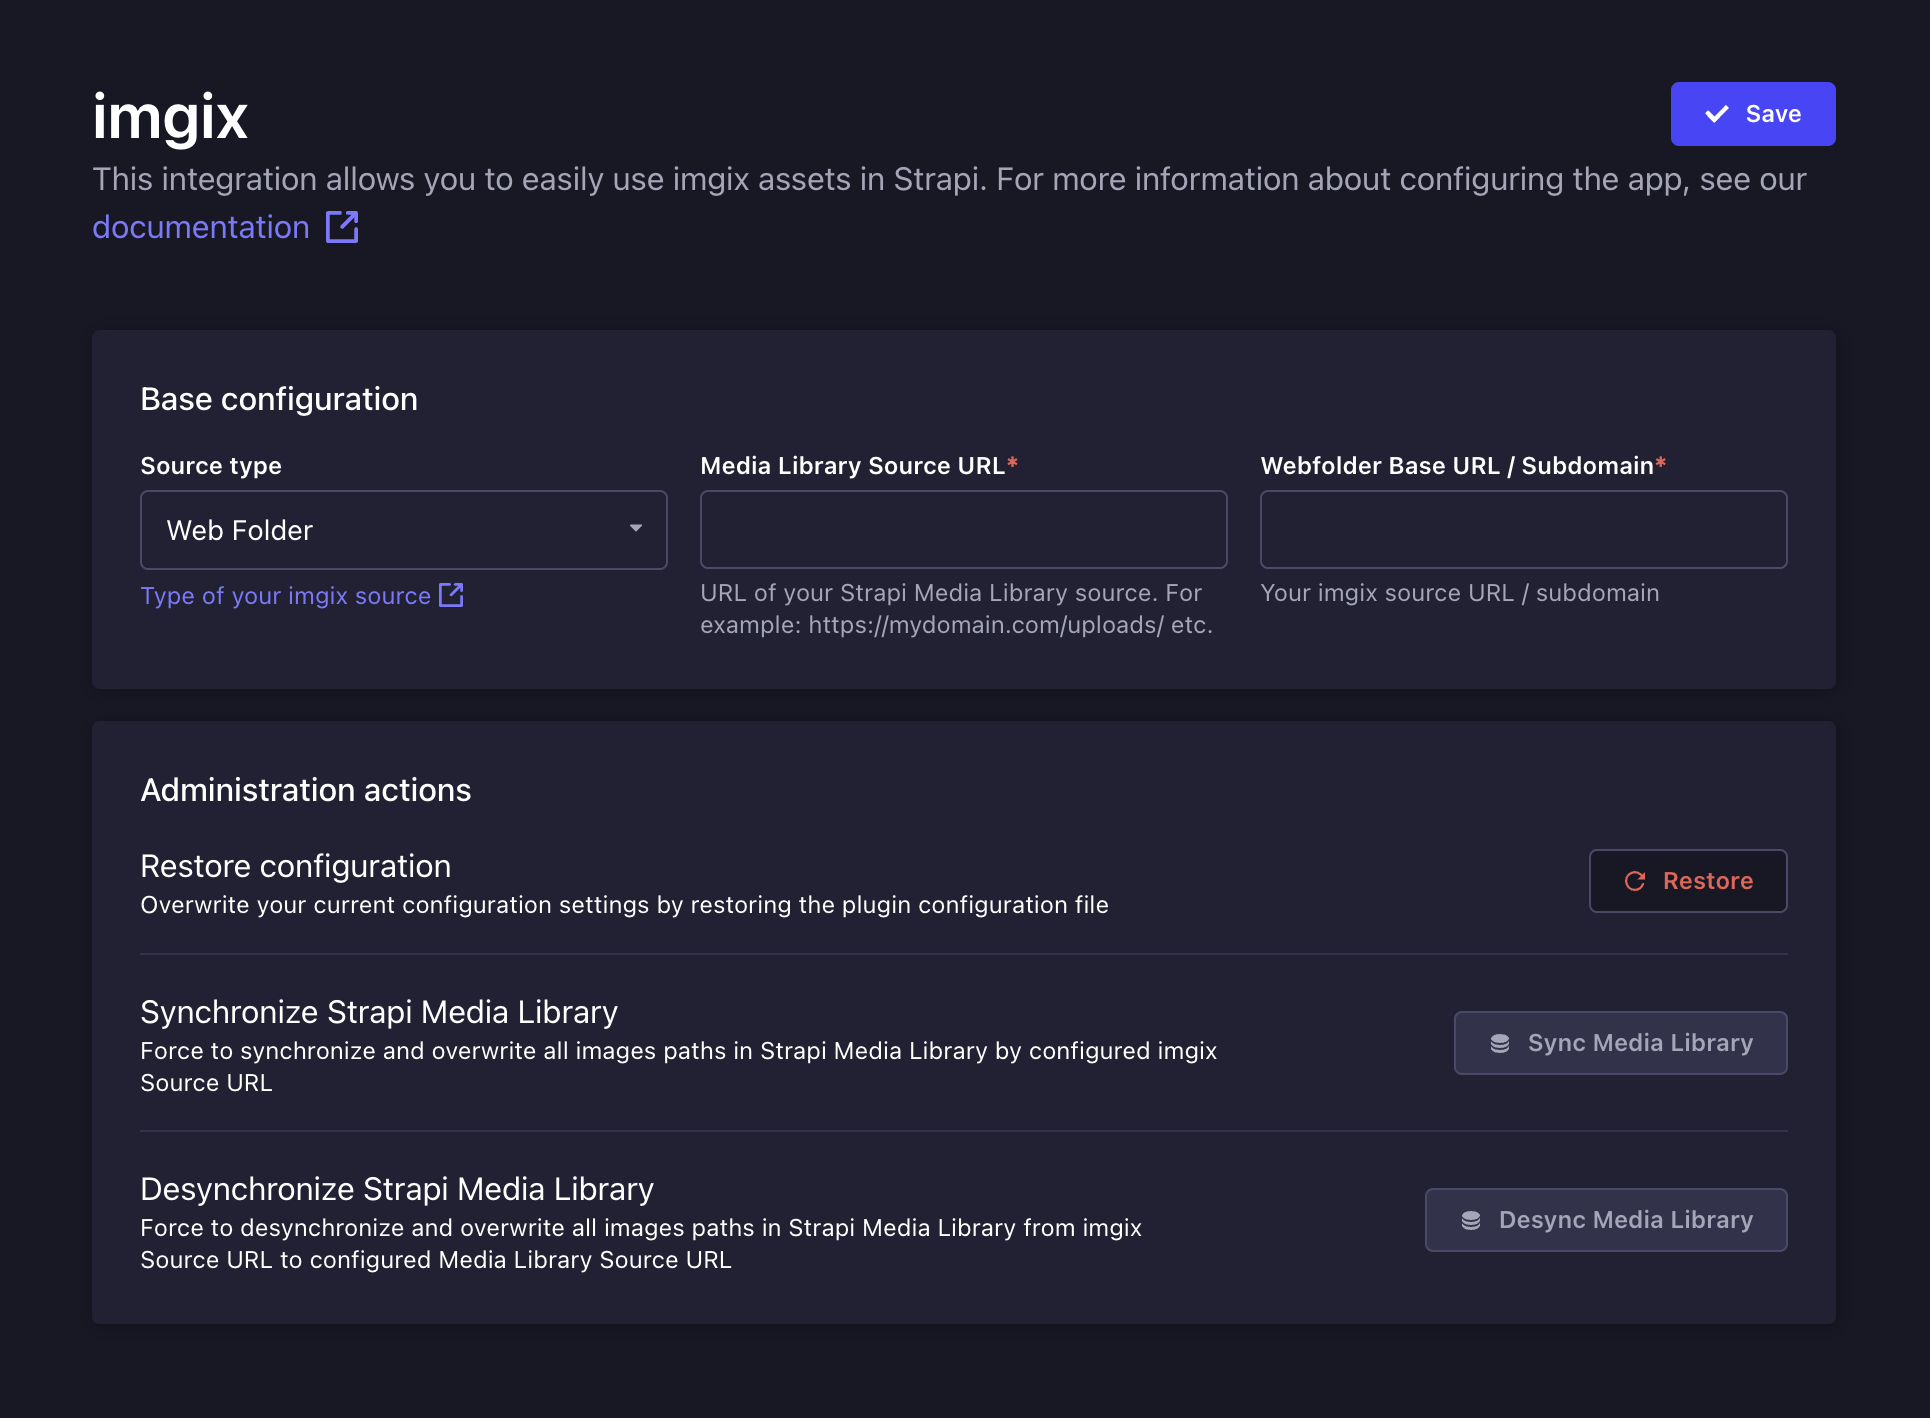 imgix
Save
This integration allows you to easily use imgix assets in Strapi. For more information about configuring the app, see our
documentation
Base configuration
Source type
Media Library Source URL*
Webfolder Base URL / Subdomain*
Web Folder
Type of your imgix source
URL of your Strapi Media Library source. For
example: https://mydomain.com/uploads/ etc.
Your imgix source URL / subdomain
Administration actions
Restore configuration
Overwrite your current configuration settings by restoring the plugin configuration file
Restore
Synchronize Strapi Media Library
Force to synchronize and overwrite all images paths in Strapi Media Library by configured imgix
Source URL
Sync Media Library
Desynchronize Strapi Media Library
Force to desynchronize and overwrite all images paths in Strapi Media Library from imgix
Source URL to configured Media Library Source URL
Desync Media Library